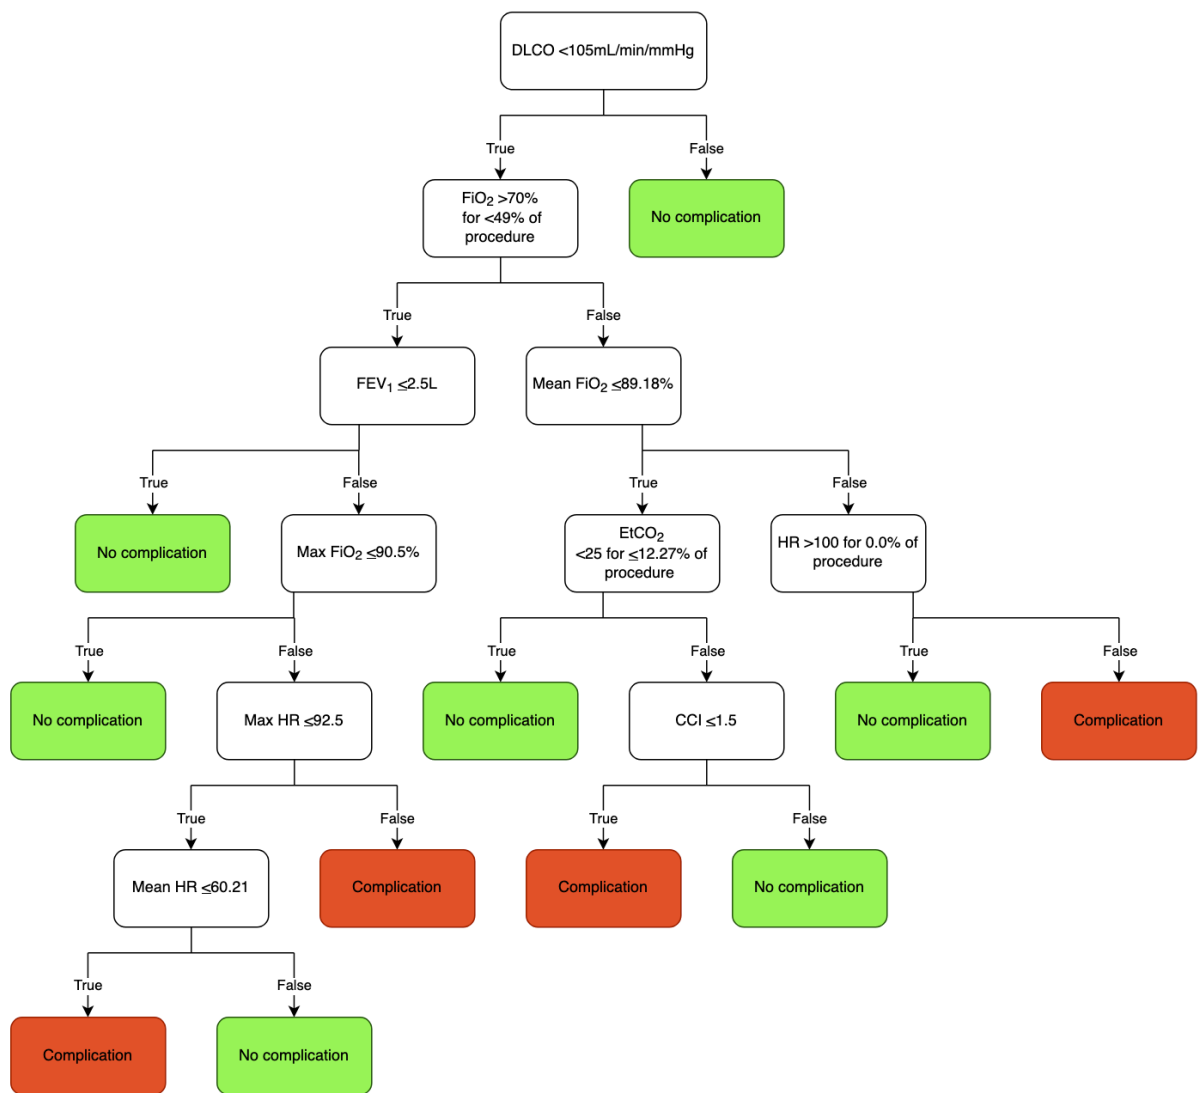 DLCO <105mL/min/mmHg
True
False
FiO₂ >70%
for <49% of
procedure
No complication
True
False
FEV₁ ≤2.5L
Mean FiO₂ ≤89.18%
True
False
True
False
No complication
Max FiO₂ ≤90.5%
EtCO₂
<25 for ≤12.27% of
procedure
HR >100 for 0.0% of
procedure
True
False
True
False
True
False
No complication
Max HR ≤92.5
No complication
CCI ≤1.5
No complication
Complication
True
False
True
False
Mean HR ≤60.21
Complication
Complication
No complication
True
False
Complication
No complication